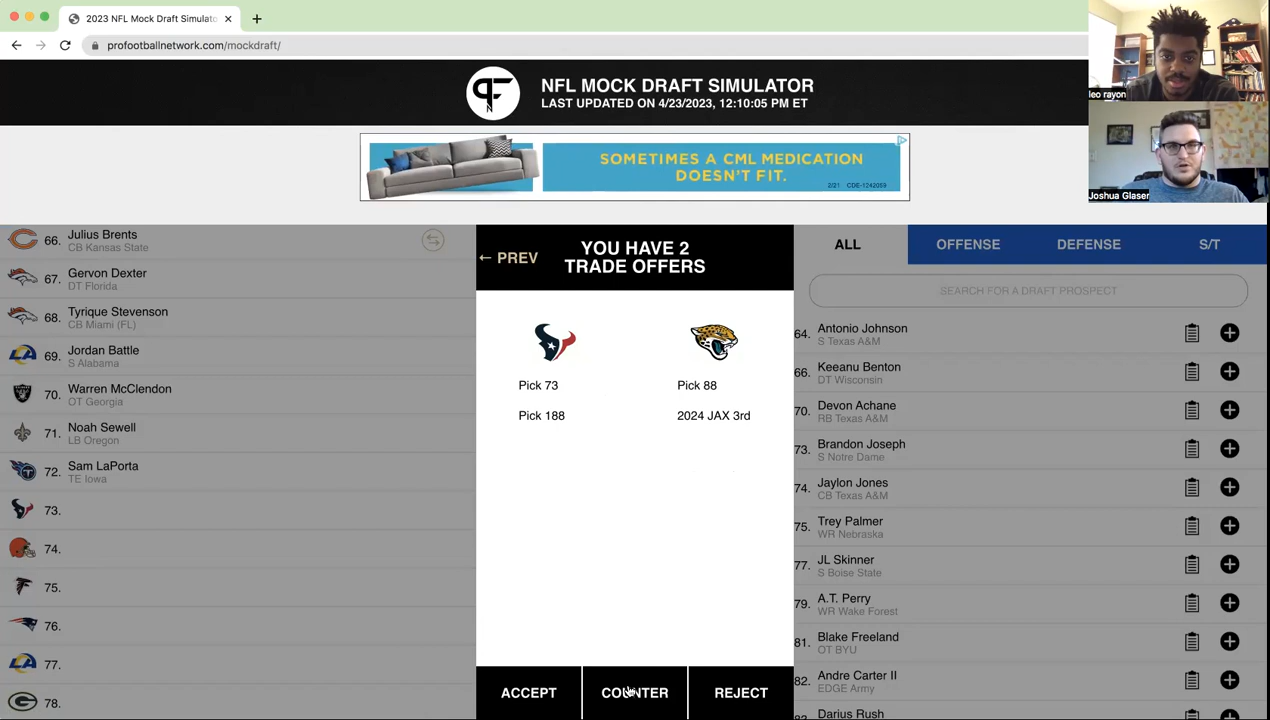 2023 NFL Mock Draft Simulato
profootballnetwork.com/mockdraft/
PF
N
NFL MOCK DRAFT SIMULATOR
LAST UPDATED ON 4/23/2023, 12:10:05 PM ET
SOMETIMES A CML MEDICATION
DOESN'T FIT.
2/21 CDE-1242059
leo rayon
Joshua Glaser
66. Julius Brents
CB Kansas State
67. Gervon Dexter
DT Florida
68. Tyrique Stevenson
CB Miami (FL)
69. Jordan Battle
S Alabama
70. Warren McClendon
OT Georgia
71. Noah Sewell
LB Oregon
72. Sam LaPorta
TE Iowa
73.
74.
75.
76.
77.
78.
← PREV
YOU HAVE 2
TRADE OFFERS
Pick 73 Pick 88
Pick 188 2024 JAX 3rd
ACCEPT COUNTER REJECT
ALL OFFENSE DEFENSE S/T
SEARCH FOR A DRAFT PROSPECT
64. Antonio Johnson
S Texas A&M
66. Keeanu Benton
DT Wisconsin
70. Devon Achane
RB Texas A&M
73. Brandon Joseph
S Notre Dame
74. Jaylon Jones
CB Texas A&M
75. Trey Palmer
WR Nebraska
77. JL Skinner
S Boise State
79. A.T. Perry
WR Wake Forest
81. Blake Freeland
OT BYU
82. Andre Carter II
EDGE Army
Darius Rush